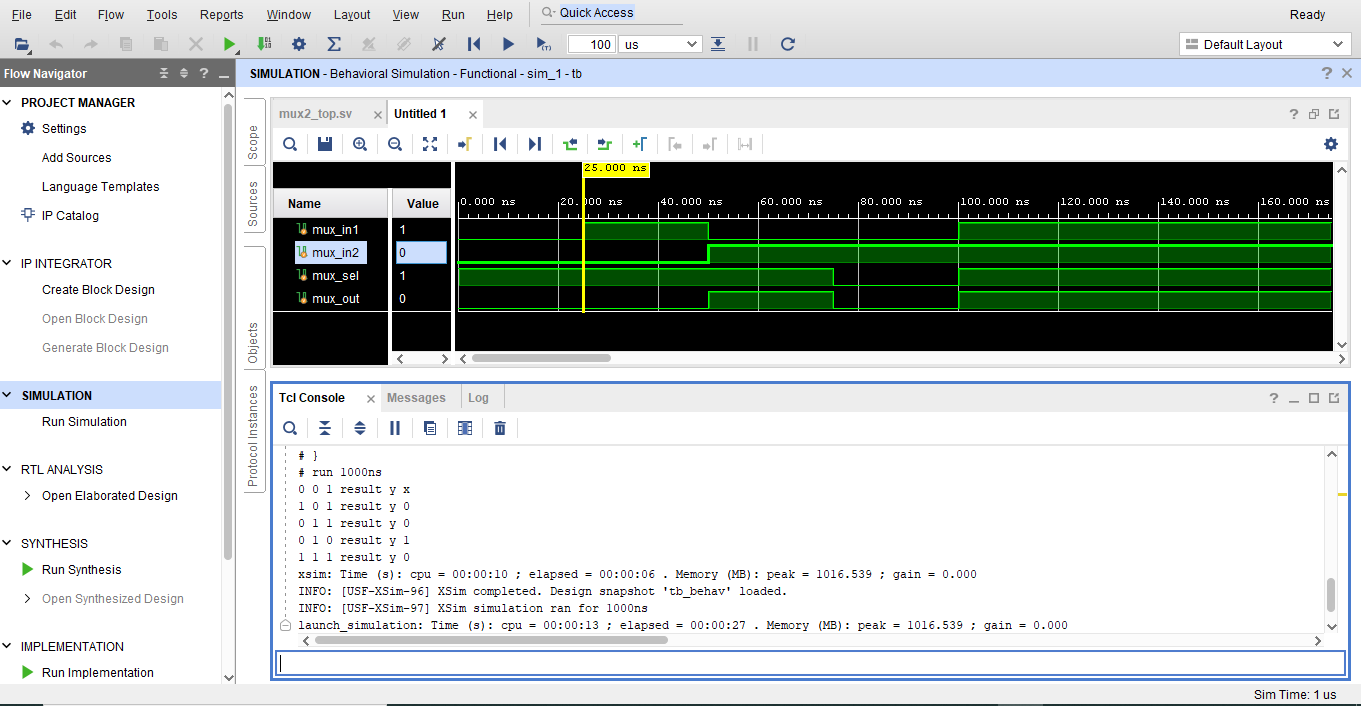 File Edit Flow Tools Reports Window Layout View Run Help Quick Access Ready
100 us Default Layout
Flow Navigator
SIMULATION - Behavioral Simulation - Functional - sim_1 - tb
PROJECT MANAGER
Settings
Add Sources
Language Templates
IP Catalog
IP INTEGRATOR
Create Block Design
Open Block Design
Generate Block Design
SIMULATION
Run Simulation
RTL ANALYSIS
Open Elaborated Design
SYNTHESIS
Run Synthesis
Open Synthesized Design
IMPLEMENTATION
Run Implementation
Scope
Sources
Objects
Protocol Instances
mux2_top.sv Untitled 1
25.000 ns
Name Value 0.000 ns 20.000 ns 40.000 ns 60.000 ns 80.000 ns 100.000 ns 120.000 ns 140.000 ns 160.000 ns
mux_in1 1
mux_in2 0
mux_sel 1
mux_out 0
Tcl Console Messages Log
# }
# run 1000ns
0 0 1 result y x
1 0 1 result y 0
0 1 1 result y 0
0 1 0 result y 1
1 1 1 result y 0
xsim: Time (s): cpu = 00:00:10 ; elapsed = 00:00:06 . Memory (MB): peak = 1016.539 ; gain = 0.000
INFO: [USF-XSim-96] XSim completed. Design snapshot 'tb_behav' loaded.
INFO: [USF-XSim-97] XSim simulation ran for 1000ns
launch_simulation: Time (s): cpu = 00:00:13 ; elapsed = 00:00:27 . Memory (MB): peak = 1016.539 ; gain = 0.000
Sim Time: 1 us